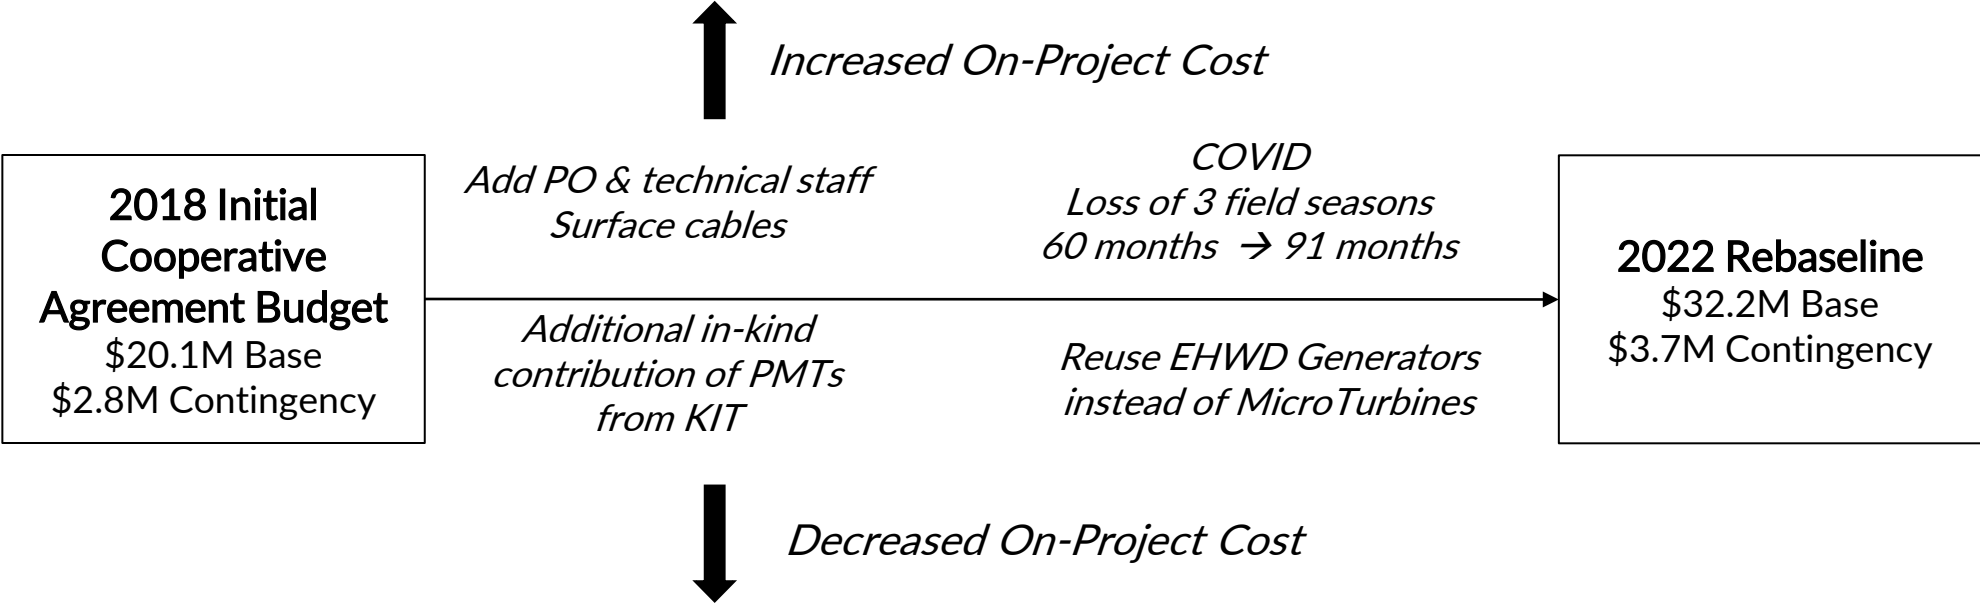 Increased On-Project Cost
2018 Initial
Cooperative
Agreement Budget
$20.1M Base
$2.8M Contingency
Add PO & technical staff
Surface cables
COVID
Loss of 3 field seasons
60 months → 91 months
Additional in-kind
contribution of PMTs
from KIT
Reuse EHWD Generators
instead of MicroTurbines
2022 Rebaseline
$32.2M Base
$3.7M Contingency
Decreased On-Project Cost